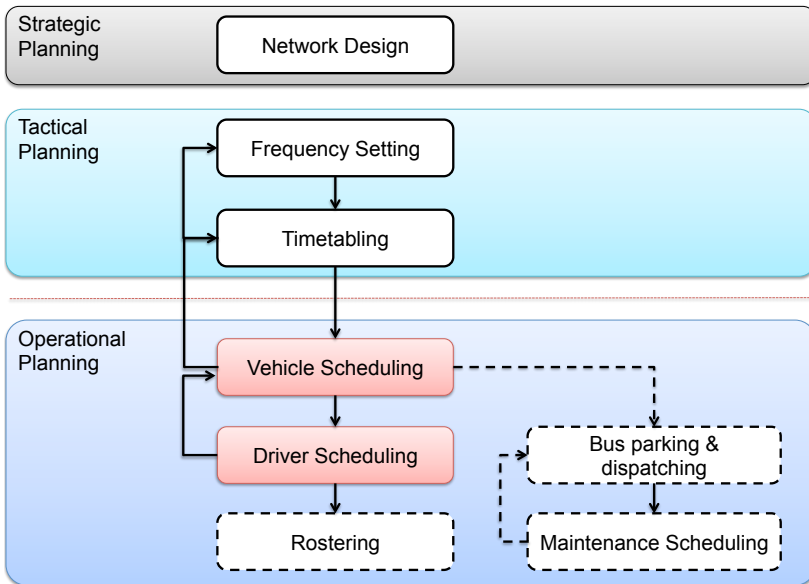 Strategic
Planning
Network Design
Tactical
Planning
Frequency Setting
Timetabling
Operational
Planning
Vehicle Scheduling
Driver Scheduling
Bus parking &
dispatching
Rostering
Maintenance Scheduling